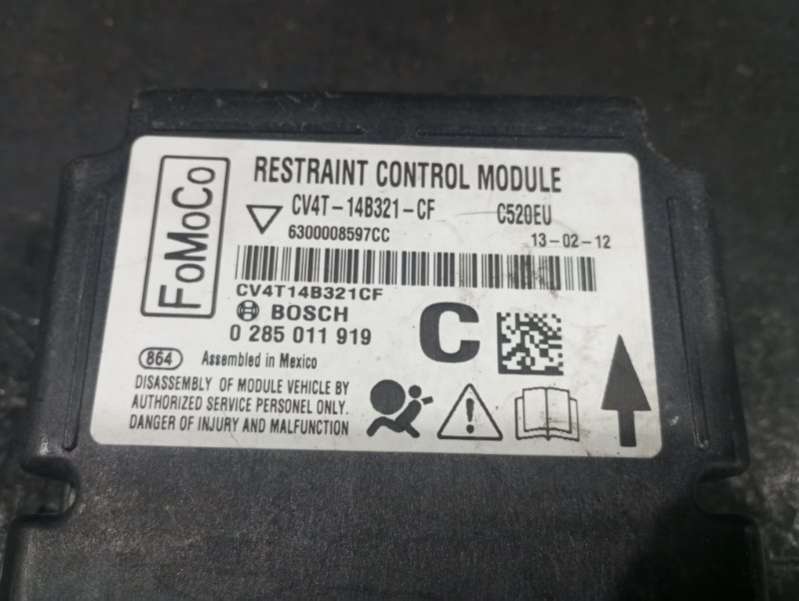 FoMoCo
RESTRAINT CONTROL MODULE
CV4T-14B321-CF C520EU
6300008597CC 13-02-12
CV4T14B321CF
BOSCH
0 285 011 919
C
864 Assembled in Mexico
DISASSEMBLY OF MODULE VEHICLE BY
AUTHORIZED SERVICE PERSONEL ONLY.
DANGER OF INJURY AND MALFUNCTION